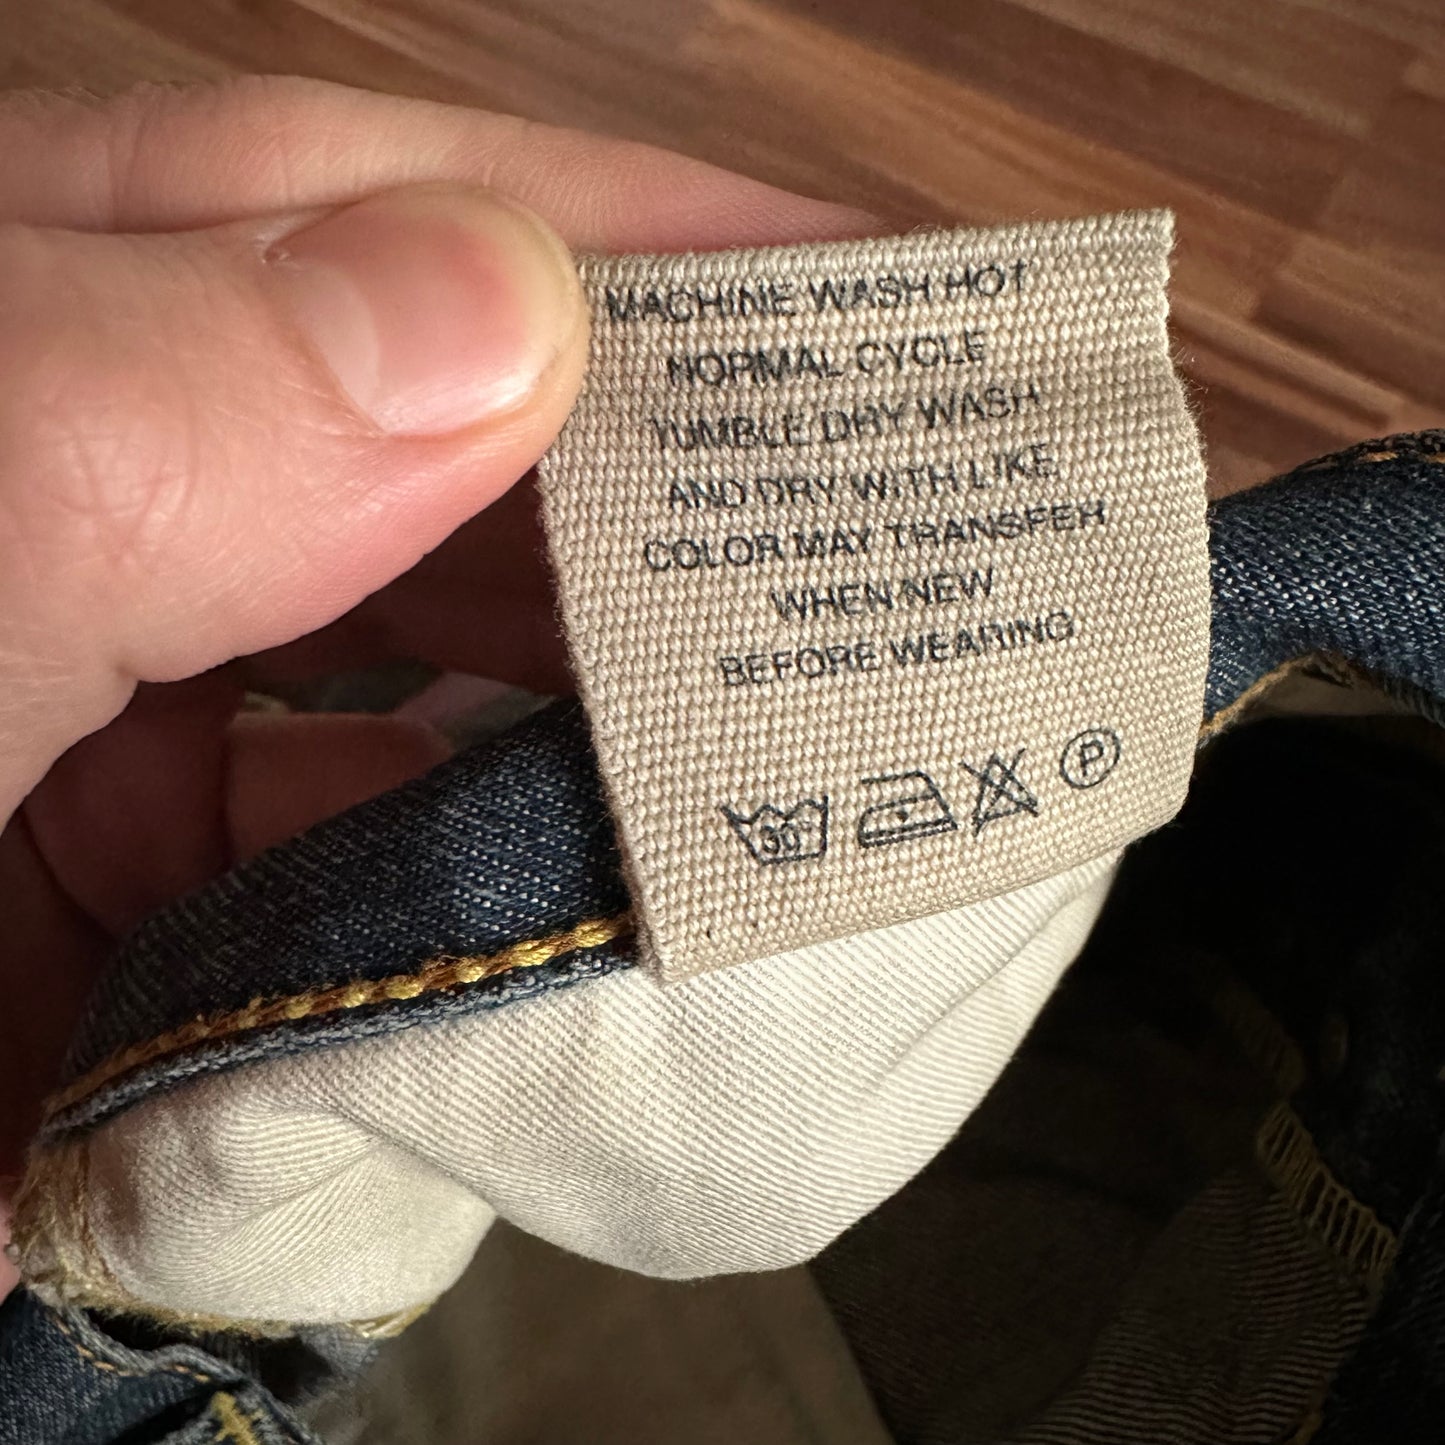 MACHINE WASH HOT
NORMAL CYCLE
TUMBLE DRY WASH
AND DRY WITH LIKE
COLOR MAY TRANSFER
WHEN NEW
BEFORE WEARING
30° P